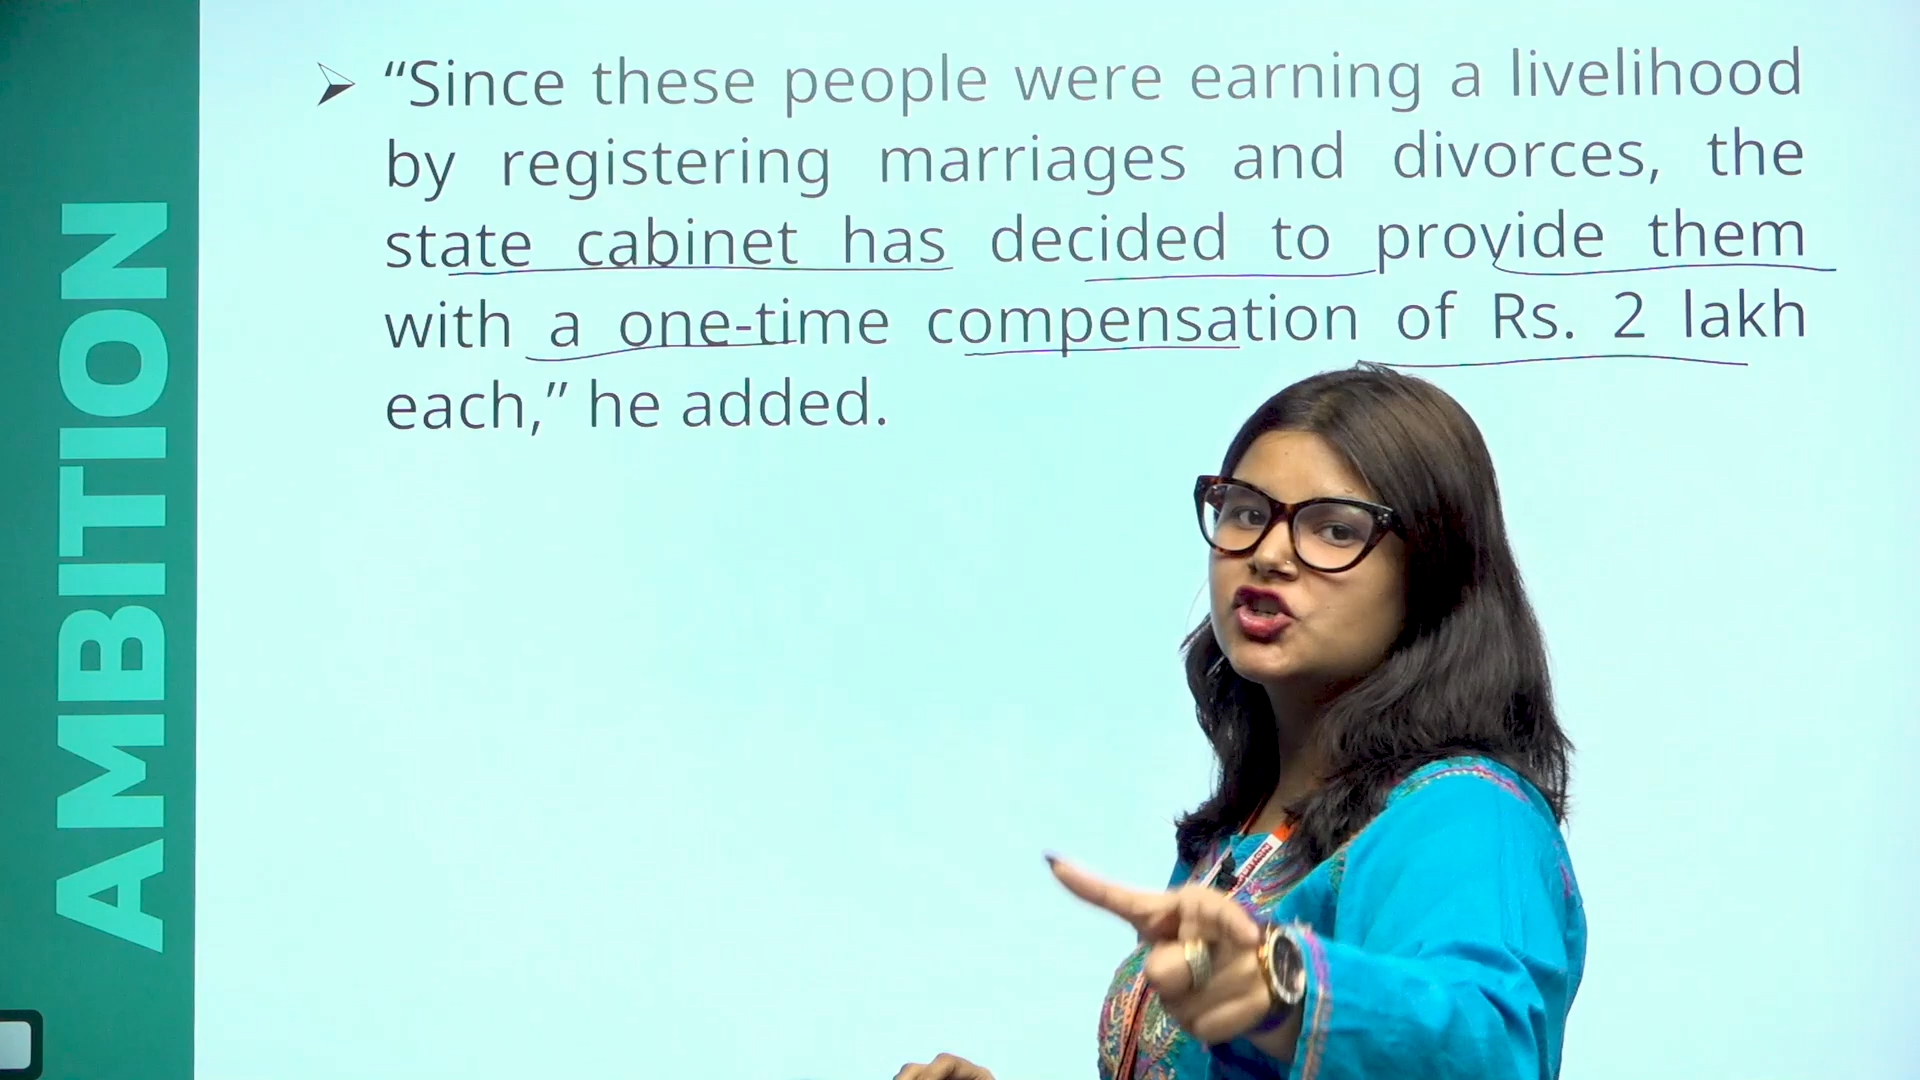 AMBITION
“Since these people were earning a livelihood
by registering marriages and divorces, the
state cabinet has decided to provide them
with a one-time compensation of Rs. 2 lakh
each,” he added.